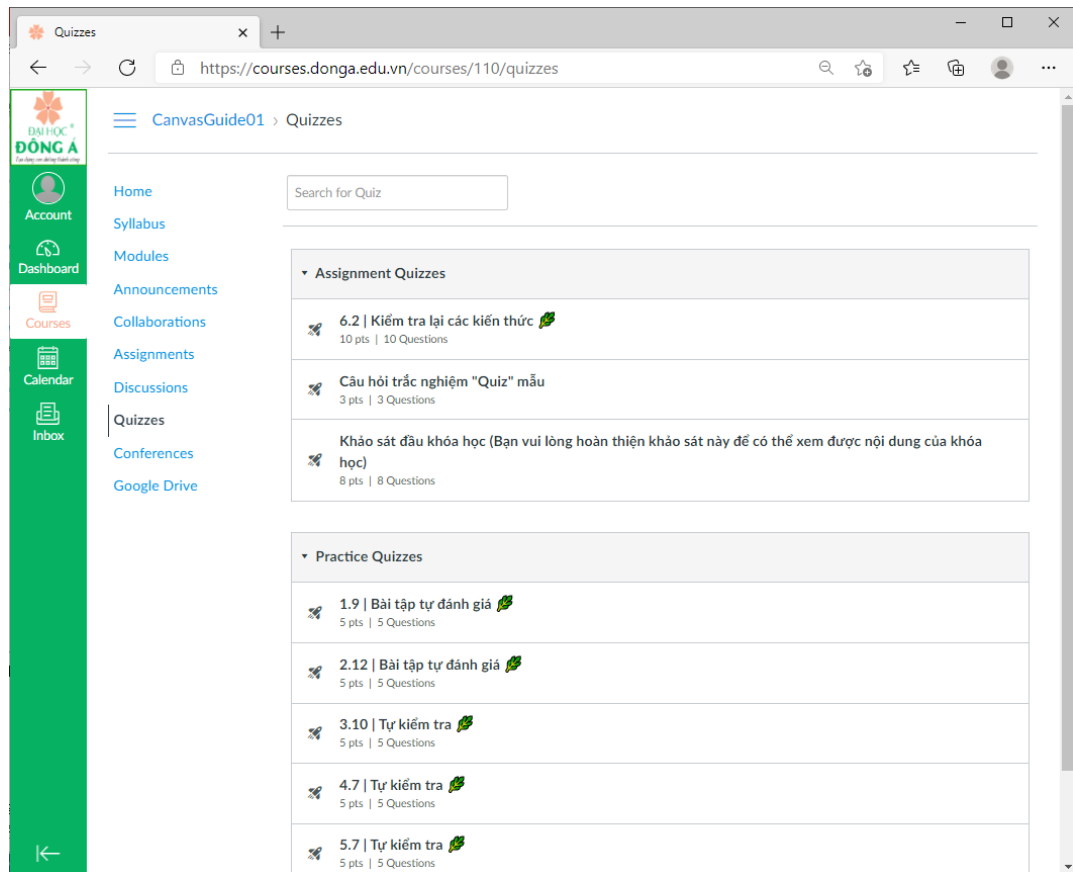 Quizzes
https://courses.donga.edu.vn/courses/110/quizzes
ĐẠI HỌC
ĐÔNG Á
CanvasGuide01 › Quizzes
Account
Dashboard
Courses
Calendar
Inbox
Home
Syllabus
Modules
Announcements
Collaborations
Assignments
Discussions
Quizzes
Conferences
Google Drive
Search for Quiz
Assignment Quizzes
6.2 | Kiểm tra lại các kiến thức
10 pts | 10 Questions
Câu hỏi trắc nghiệm "Quiz" mẫu
3 pts | 3 Questions
Khảo sát đầu khóa học (Bạn vui lòng hoàn thiện khảo sát này để có thể xem được nội dung của khóa
học)
8 pts | 8 Questions
Practice Quizzes
1.9 | Bài tập tự đánh giá
5 pts | 5 Questions
2.12 | Bài tập tự đánh giá
5 pts | 5 Questions
3.10 | Tự kiểm tra
5 pts | 5 Questions
4.7 | Tự kiểm tra
5 pts | 5 Questions
5.7 | Tự kiểm tra
5 pts | 5 Questions